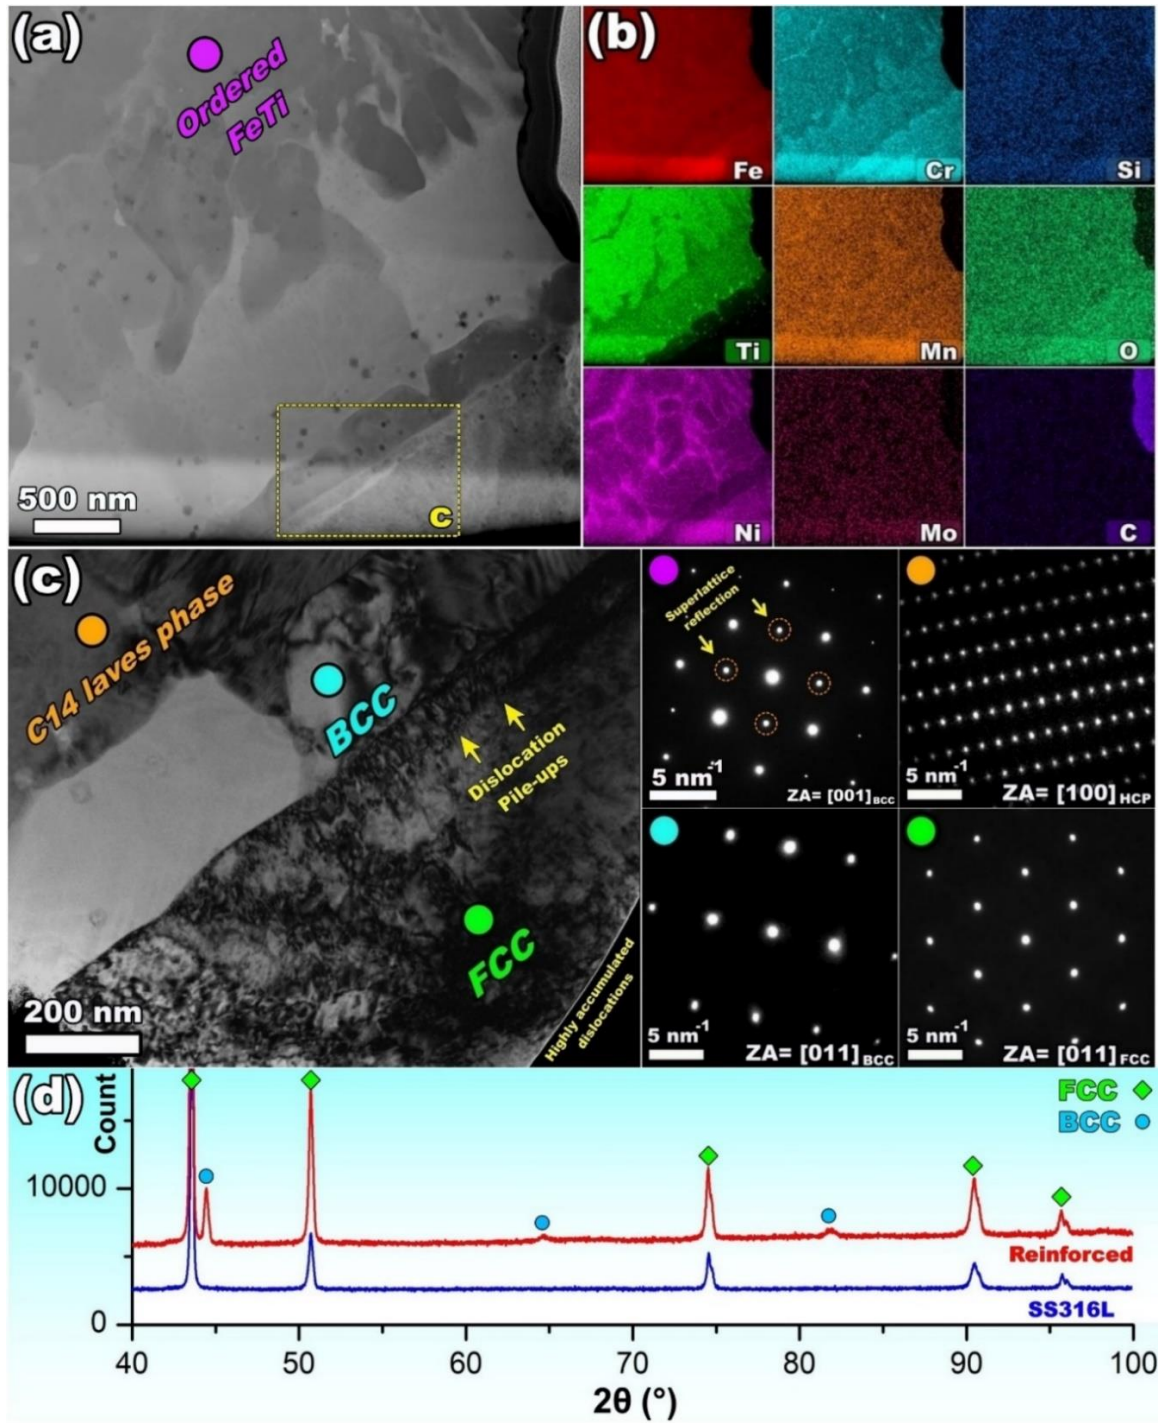 (a)
Ordered
FeTi
500 nm
C
(b)
Fe
Cr
Si
Ti
Mn
O
Ni
Mo
C
(c)
C14 laves phase
BCC
Dislocation
Pile-ups
FCC
Highly accumulated
dislocations
200 nm
Superlattice
reflection
5 nm⁻¹
ZA= [001]BCC
5 nm⁻¹
ZA= [100]HCP
5 nm⁻¹
ZA= [011]BCC
5 nm⁻¹
ZA= [011]FCC
(d)
Count
10000
0
FCC
BCC
Reinforced
SS316L
40 50 60 70 80 90 100
2θ (°)